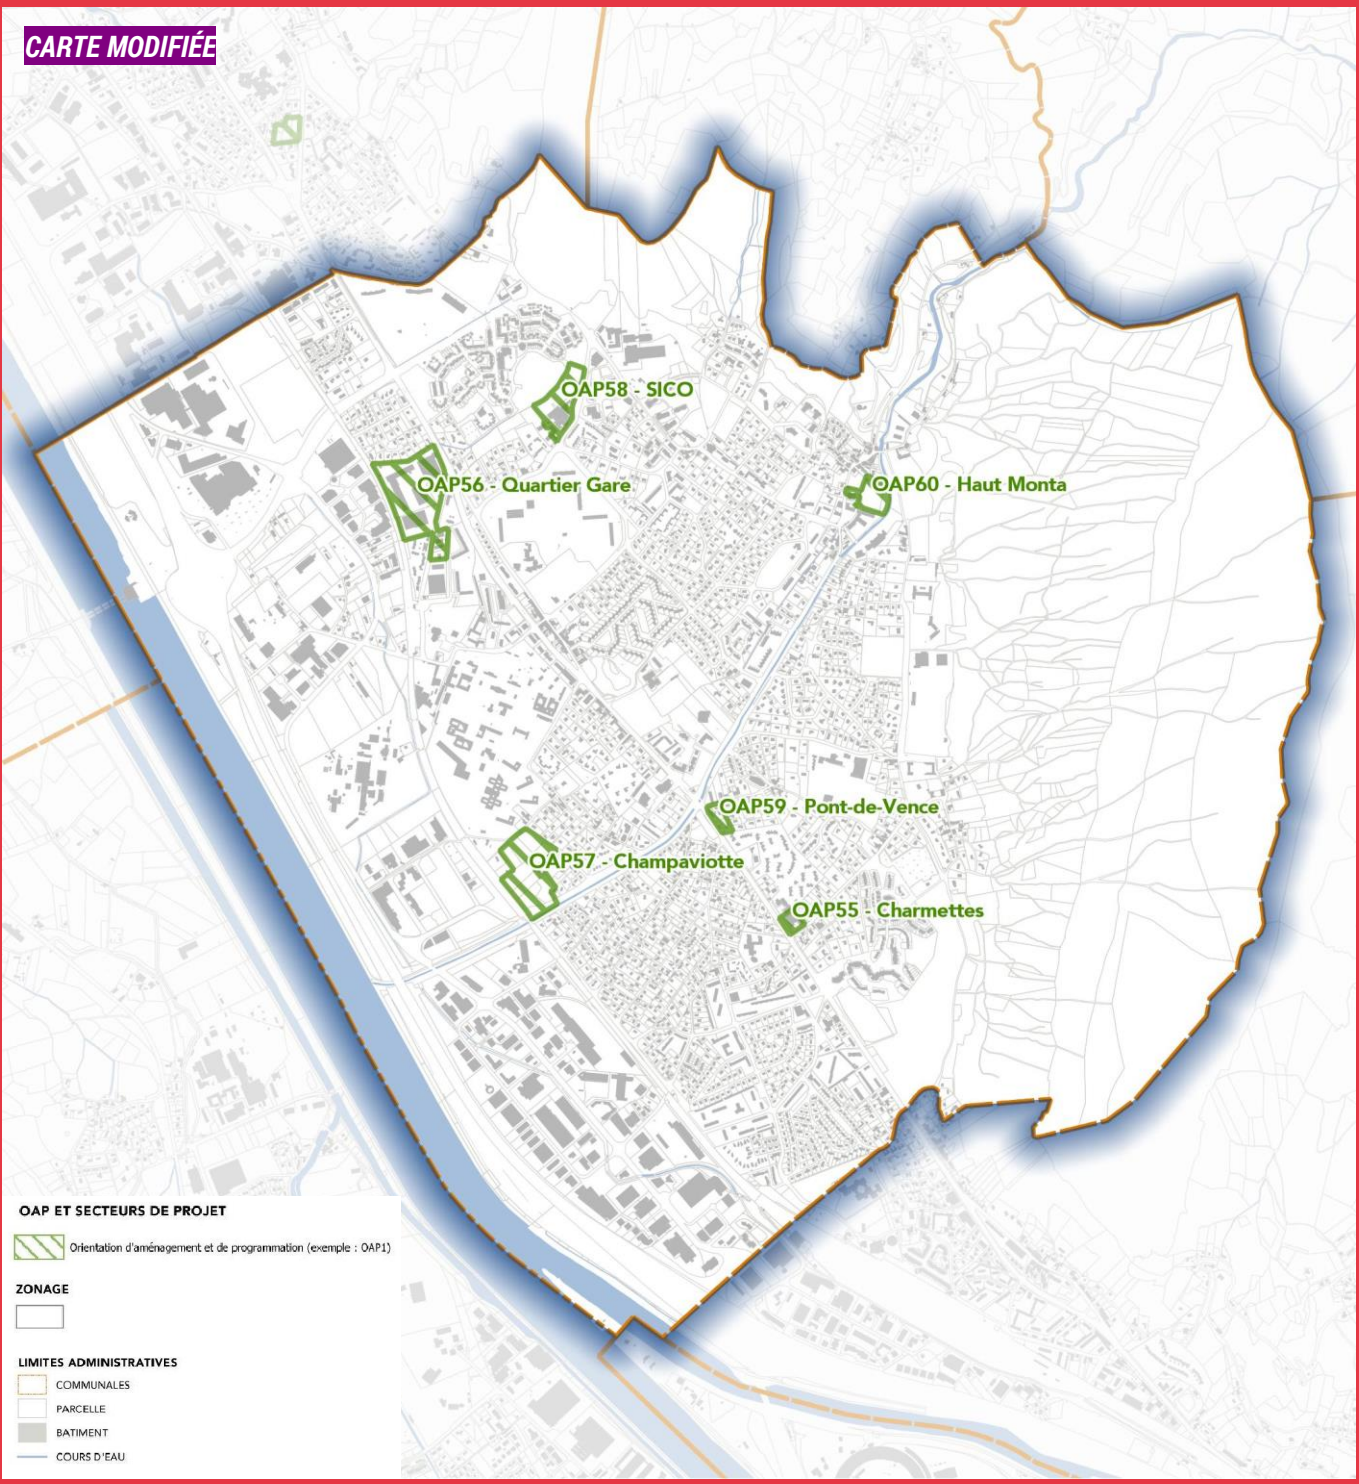 CARTE MODIFIÉE
OAP58 - SICO
OAP56 - Quartier Gare
OAP60 - Haut Monta
OAP59 - Pont-de-Vence
OAP57 - Champaviotte
OAP55 - Charmettes
OAP ET SECTEURS DE PROJET
Orientation d'aménagement et de programmation (exemple : OAP1)
ZONAGE
LIMITES ADMINISTRATIVES
COMMUNALES
PARCELLE
BATIMENT
COURS D'EAU